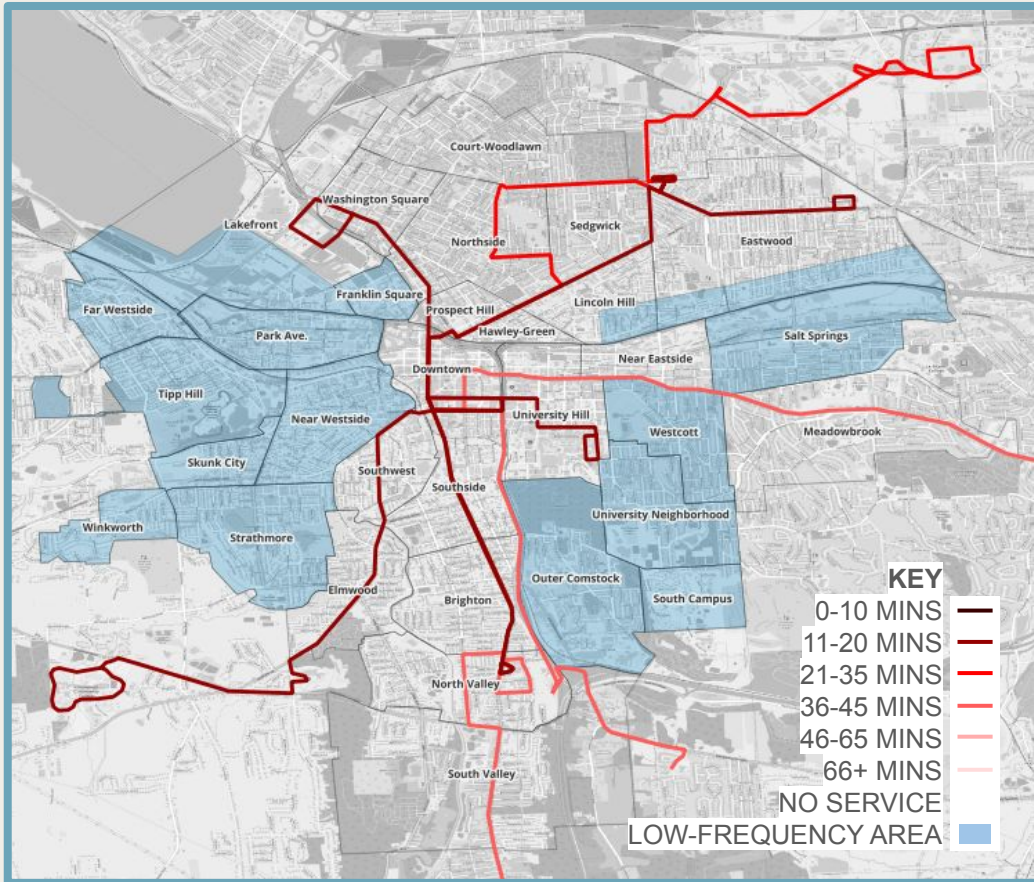 Court-Woodlawn
Washington Square
Lakefront
Northside
Sedgwick
Eastwood
Franklin Square
Far Westside
Prospect Hill
Lincoln Hill
Park Ave.
Hawley-Green
Salt Springs
Near Eastside
Downtown
Tipp Hill
Near Westside
University Hill
Westcott
Meadowbrook
Skunk City
Southwest
Southside
Winkworth
Strathmore
University Neighborhood
Outer Comstock
Elmwood
Brighton
South Campus
North Valley
South Valley
KEY
0-10 MINS
11-20 MINS
21-35 MINS
36-45 MINS
46-65 MINS
66+ MINS
NO SERVICE
LOW-FREQUENCY AREA